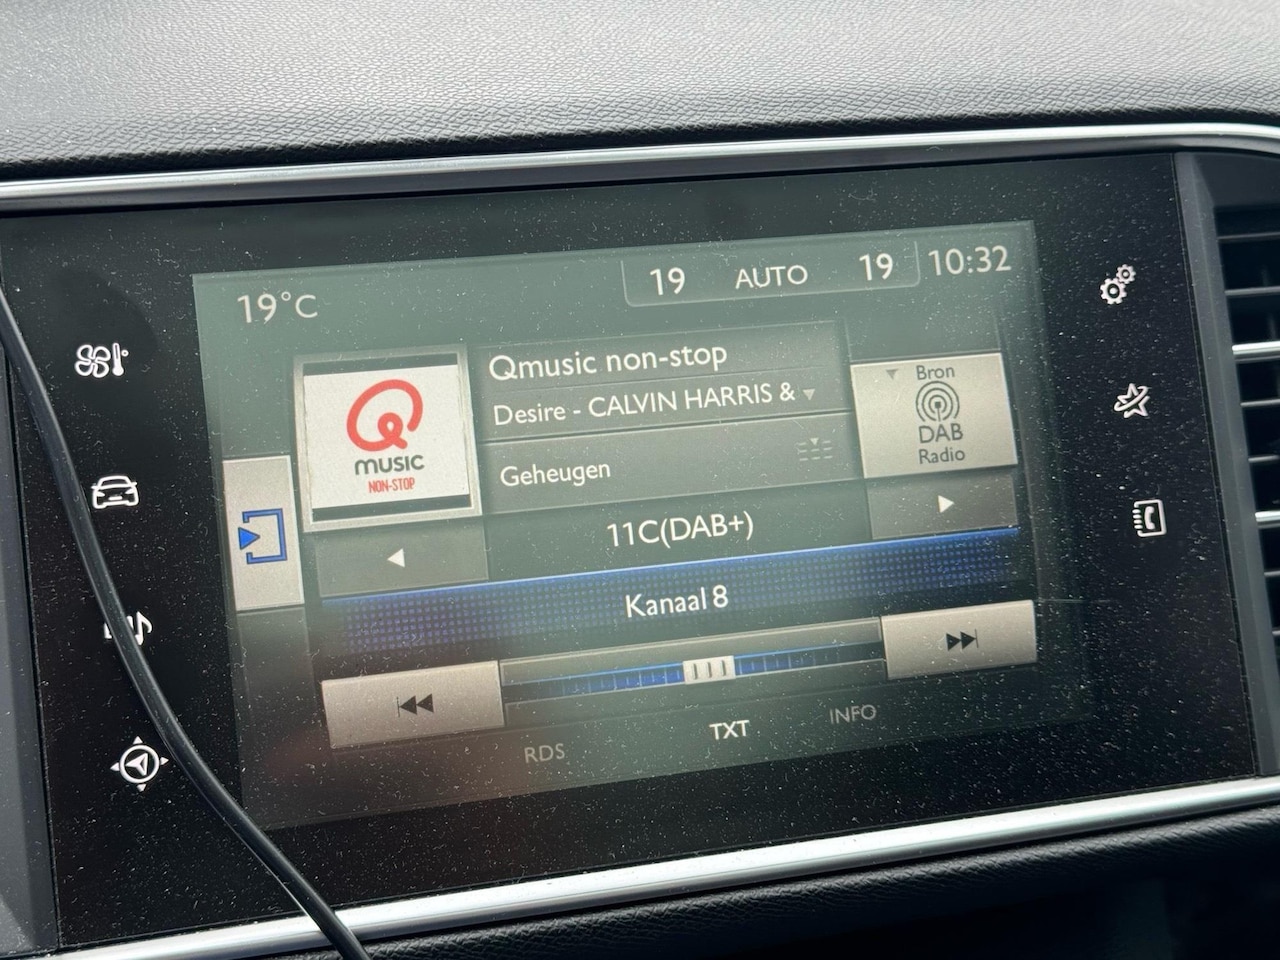 19°C
19 AUTO 19 10:32
Qmusic non-stop
Desire - CALVIN HARRIS &
Geheugen
MUSIC
NON-STOP
Bron
DAB
Radio
11C(DAB+)
Kanaal 8
RDS TXT INFO